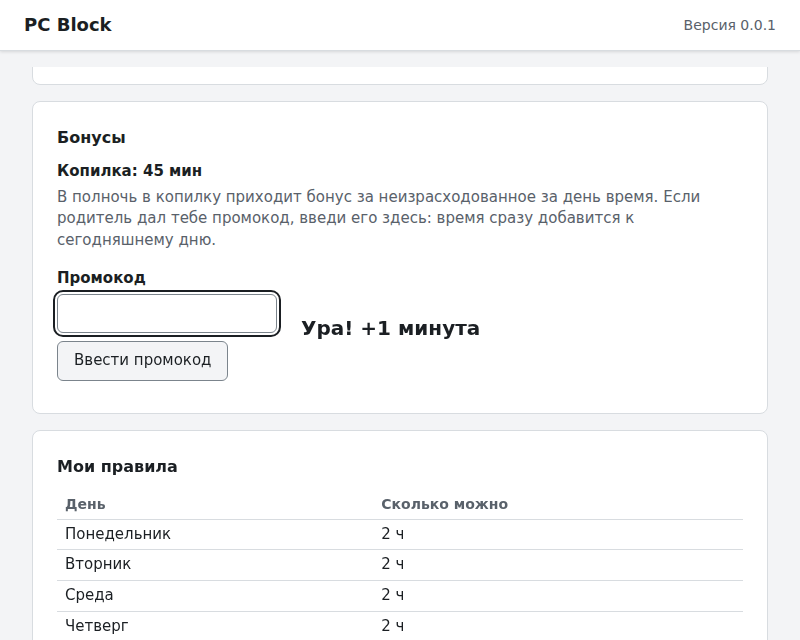 PC Block
Версия 0.0.1
Бонусы
Копилка: 45 мин
В полночь в копилку приходит бонус за неизрасходованное за день время. Если
родитель дал тебе промокод, введи его здесь: время сразу добавится к
сегодняшнему дню.
Промокод
Ура! +1 минута
Ввести промокод
Мои правила
День Сколько можно
Понедельник 2 ч
Вторник 2 ч
Среда 2 ч
Четверг 2 ч